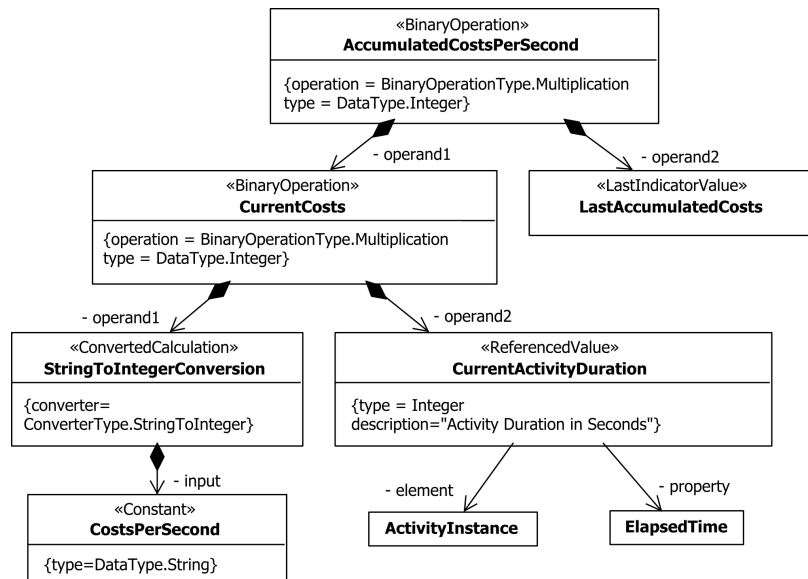 «BinaryOperation»
AccumulatedCostsPerSecond
{operation = BinaryOperationType.Multiplication
type = DataType.Integer}
- operand1
- operand2
«BinaryOperation»
CurrentCosts
{operation = BinaryOperationType.Multiplication
type = DataType.Integer}
«LastIndicatorValue»
LastAccumulatedCosts
- operand1
- operand2
«ConvertedCalculation»
StringToIntegerConversion
{converter=
ConverterType.StringToInteger}
«ReferencedValue»
CurrentActivityDuration
{type = Integer
description="Activity Duration in Seconds"}
- input
- element
- property
«Constant»
CostsPerSecond
{type=DataType.String}
ActivityInstance
ElapsedTime